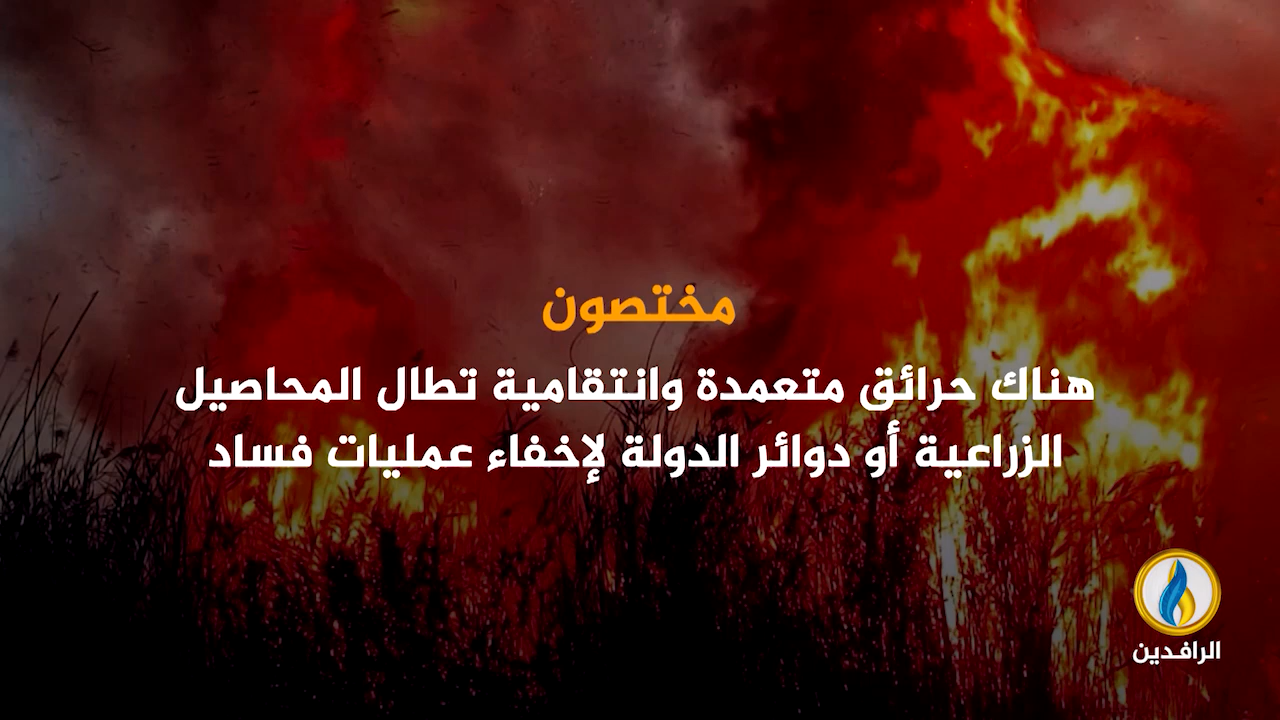 مختصون
هناك حرائق متعمدة وانتقامية تطال المحاصيل
الزراعية أو دوائر الدولة لإخفاء عمليات فساد
الرافدين